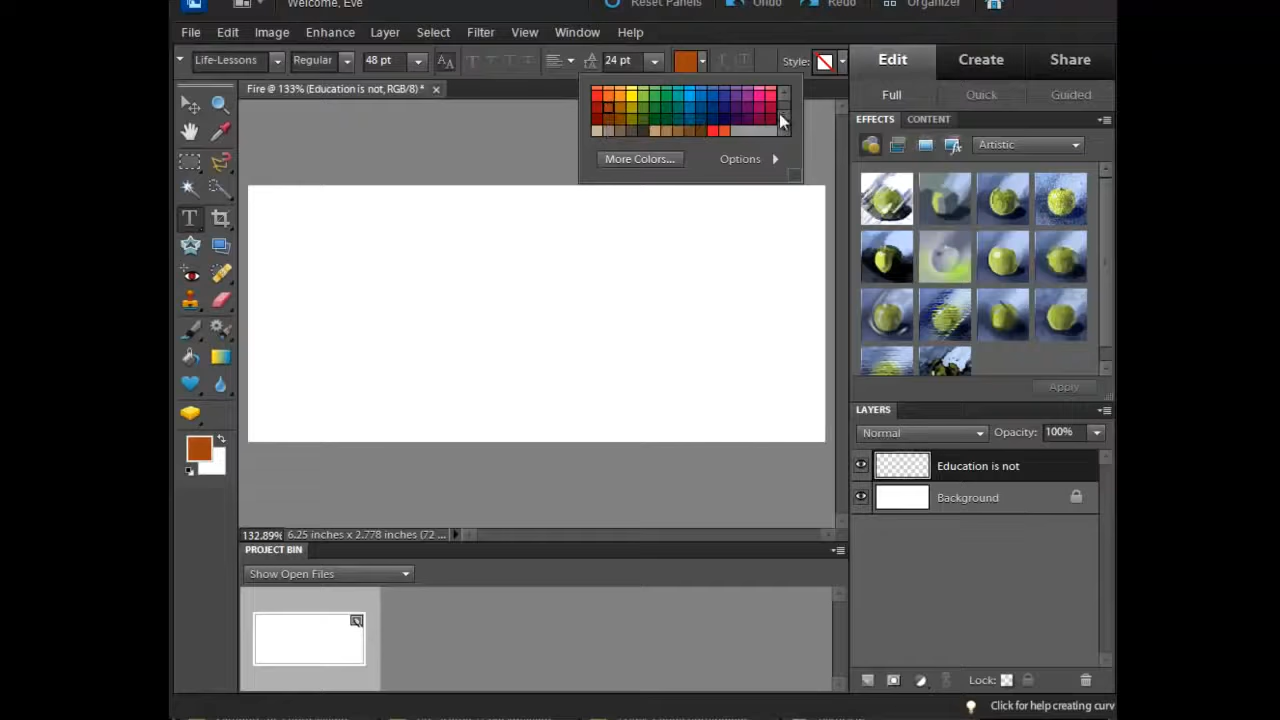 Welcome, Eve
Reset Panels Undo Redo Organizer
File Edit Image Enhance Layer Select Filter View Window Help
Life-Lessons Regular 48 pt 24 pt Style:
Edit Create Share
Fire @ 133% (Education is not, RGB/8) *
Full Quick Guided
EFFECTS CONTENT
Artistic
More Colors... Options
T
Apply
LAYERS
Normal Opacity: 100%
Education is not
Background
132.89% 6.25 inches x 2.778 inches (72 ...
PROJECT BIN
Show Open Files
Lock:
Click for help creating curv